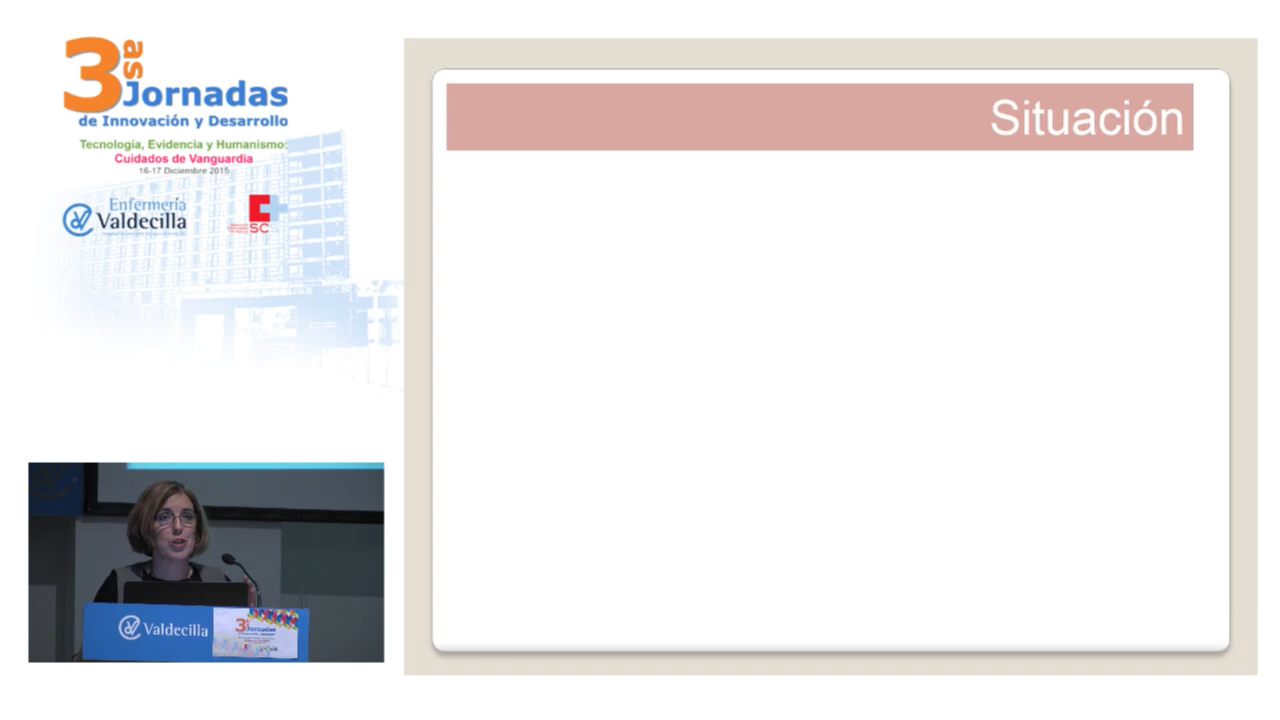 3as
Jornadas
de Innovación y Desarrollo
Tecnología, Evidencia y Humanismo:
Cuidados de Vanguardia
16-17 Diciembre 2015
Enfermería
Valdecilla
SC
Situación
Valdecilla
3as
Jornadas